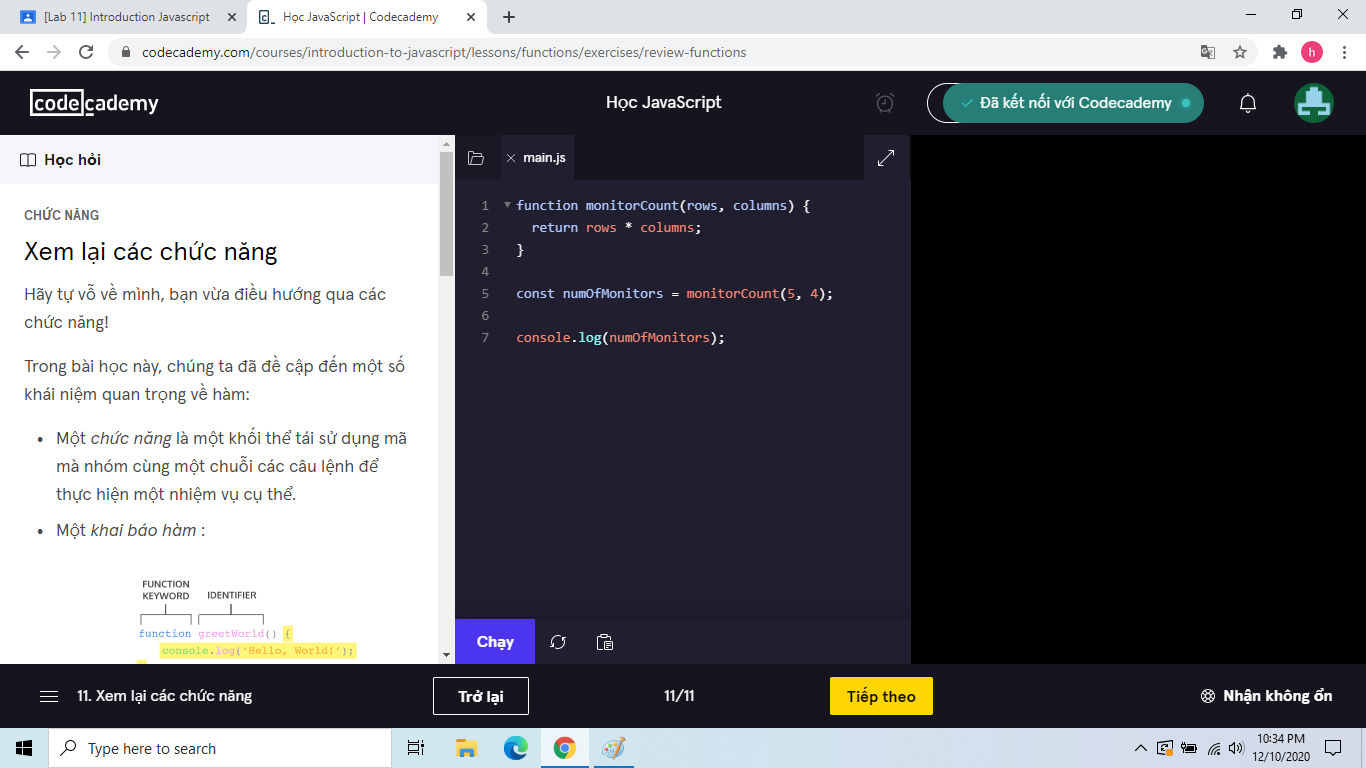 [Lab 11] Introduction Javascript
Học JavaScript | Codecademy
codecademy.com/courses/introduction-to-javascript/lessons/functions/exercises/review-functions
h
codecademy
Học JavaScript
Đã kết nối với Codecademy
Học hỏi
CHỨC NĂNG
Xem lại các chức năng
Hãy tự vỗ về mình, bạn vừa điều hướng qua các
chức năng!
Trong bài học này, chúng ta đã đề cập đến một số
khái niệm quan trọng về hàm:
• Một chức năng là một khối thể tái sử dụng mã
mà nhóm cùng một chuỗi các câu lệnh để
thực hiện một nhiệm vụ cụ thể.
• Một khai báo hàm :
FUNCTION
KEYWORD
IDENTIFIER
function greetWorld() {
console.log('Hello, World!');
main.js
1 function monitorCount(rows, columns) {
2 return rows * columns;
3 }
4
5 const numOfMonitors = monitorCount(5, 4);
6
7 console.log(numOfMonitors);
Chạy
11. Xem lại các chức năng
Trở lại
11/11
Tiếp theo
Nhận không ổn
Type here to search
10:34 PM
12/10/2020